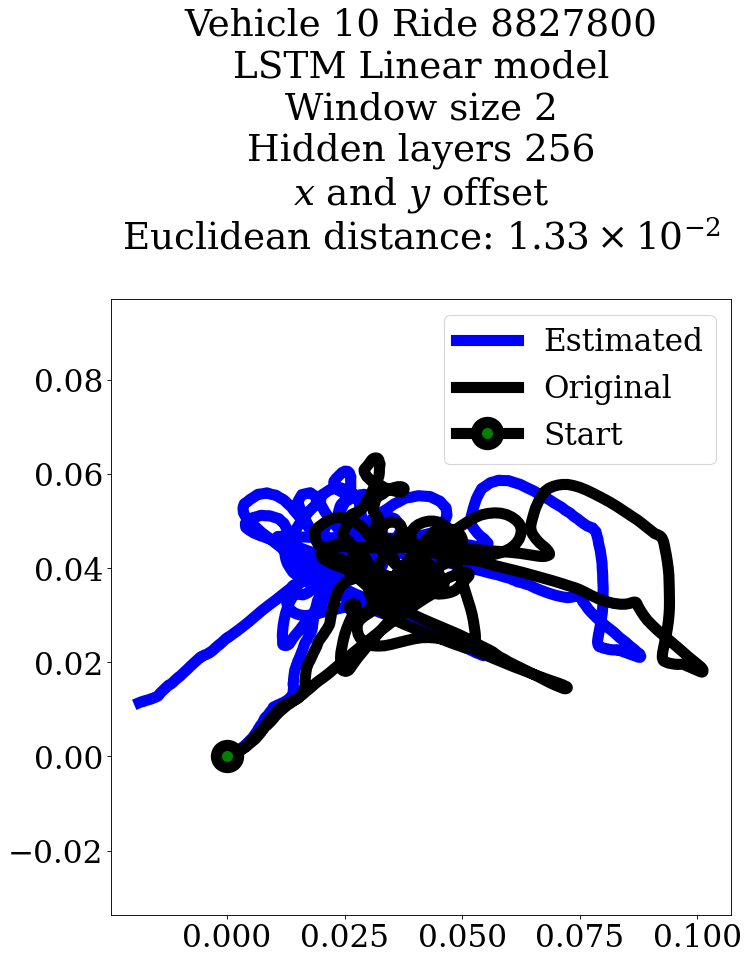 Vehicle 10 Ride 8827800
LSTM Linear model
Window size 2
Hidden layers 256
x and y offset
Euclidean distance: 1.33 × 10⁻²
Estimated
Original
Start
0.08
0.06
0.04
0.02
0.00
−0.02
0.000 0.025 0.050 0.075 0.100